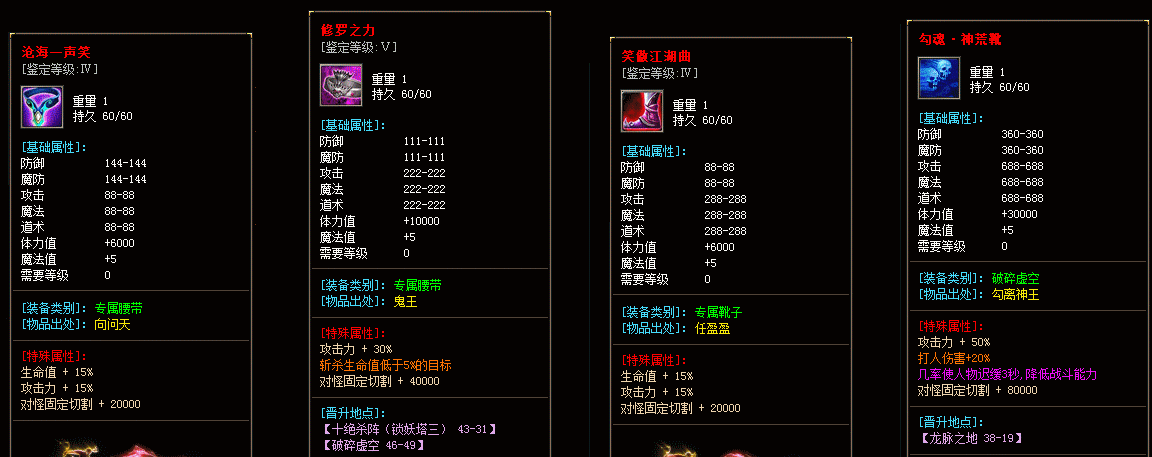 沧海一声笑
[鉴定等级:Ⅳ]
重量 1
持久 60/60
[基础属性]:
防御 144-144
魔防 144-144
攻击 88-88
魔法 88-88
道术 88-88
体力值 +6000
魔法值 +5
需要等级 0
[装备类别]: 专属腰带
[物品出处]: 向问天
[特殊属性]:
生命值 + 15%
攻击力 + 15%
对怪固定切割 + 20000
修罗之力
[鉴定等级:Ⅴ]
重量 1
持久 60/60
[基础属性]:
防御 111-111
魔防 111-111
攻击 222-222
魔法 222-222
道术 222-222
体力值 +10000
魔法值 +5
需要等级 0
[装备类别]: 专属腰带
[物品出处]: 鬼王
[特殊属性]:
攻击力 + 30%
斩杀生命值低于5%的目标
对怪固定切割 + 40000
[晋升地点]:
【十绝杀阵（锁妖塔三） 43-31】
【破碎虚空 46-49】
笑傲江湖曲
[鉴定等级:Ⅳ]
重量 1
持久 60/60
[基础属性]:
防御 88-88
魔防 88-88
攻击 288-288
魔法 288-288
道术 288-288
体力值 +6000
魔法值 +5
需要等级 0
[装备类别]: 专属靴子
[物品出处]: 任盈盈
[特殊属性]:
生命值 + 15%
攻击力 + 15%
对怪固定切割 + 20000
勾魂·神荒靴
重量 1
持久 60/60
[基础属性]:
防御 360-360
魔防 360-360
攻击 688-688
魔法 688-688
道术 688-688
体力值 +30000
魔法值 +5
需要等级 0
[装备类别]: 破碎虚空
[物品出处]: 勾离神王
[特殊属性]:
攻击力 + 50%
打人伤害+20%
几率使人物迟缓3秒,降低战斗能力
对怪固定切割 + 80000
[晋升地点]:
【龙脉之地 38-19】